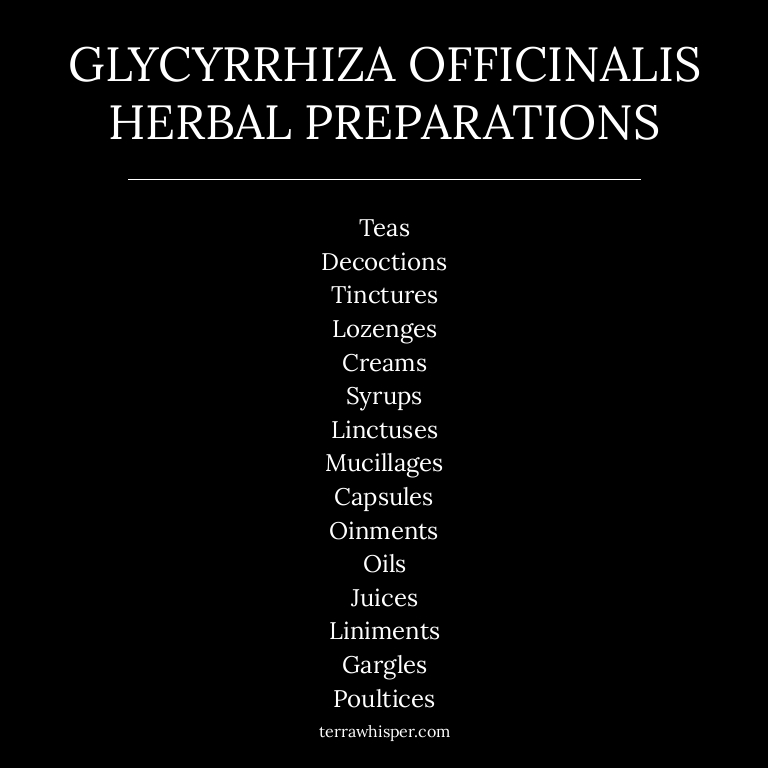 GLYCYRRHIZA OFFICINALIS
HERBAL PREPARATIONS
Teas
Decoctions
Tinctures
Lozenges
Creams
Syrups
Linctuses
Mucillages
Capsules
Oinments
Oils
Juices
Liniments
Gargles
Poultices
terrawhisper.com